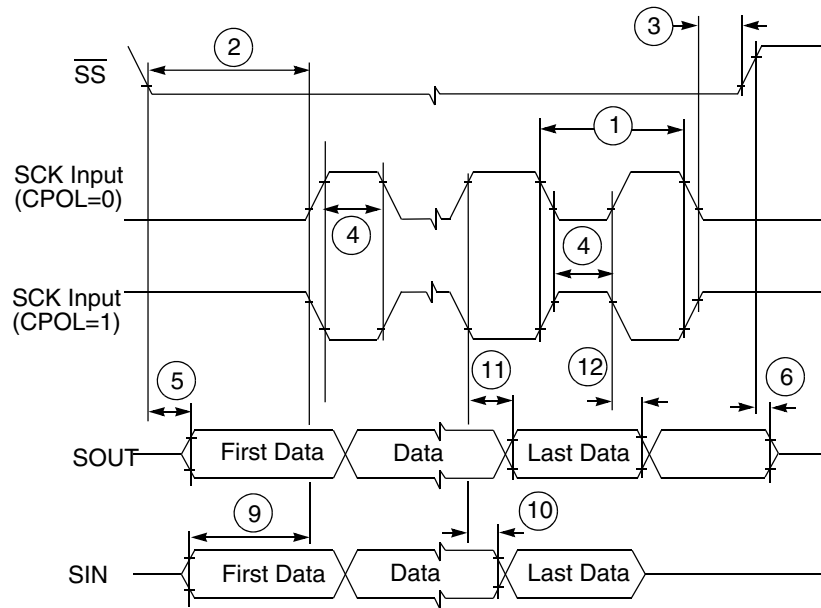 3
2
SS
1
SCK Input
(CPOL=0)
4
4
SCK Input
(CPOL=1)
5
11
12
6
SOUT
First Data
Data
Last Data
9
10
SIN
First Data
Data
Last Data